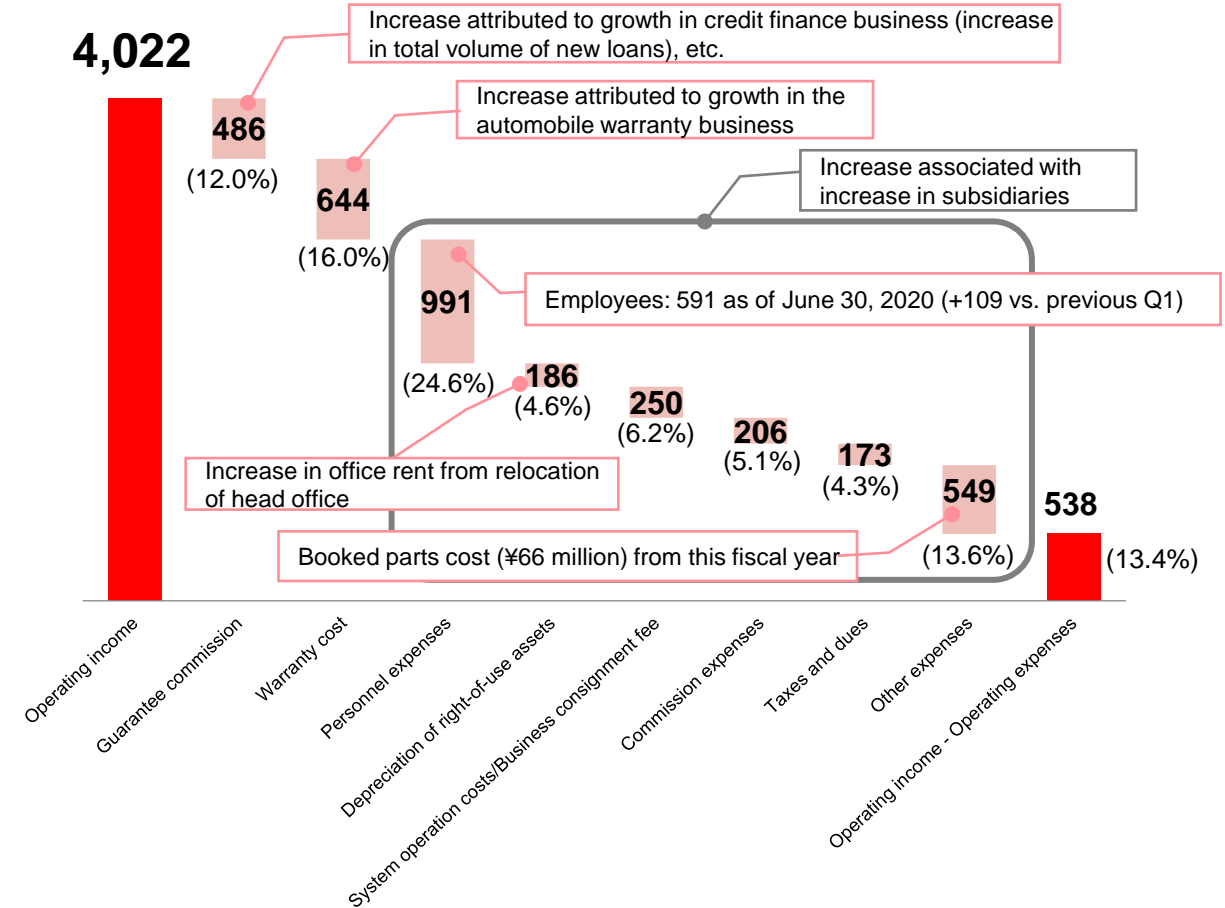 Increase attributed to growth in credit finance business (increase
in total volume of new loans), etc.
4,022
Increase attributed to growth in the
automobile warranty business
486
(12.0%)
Increase associated with
increase in subsidiaries
644
(16.0%)
Employees: 591 as of June 30, 2020 (+109 vs. previous Q1)
991
(24.6%)
186
(4.6%)
250
(6.2%)
206
(5.1%)
173
(4.3%)
Increase in office rent from relocation
of head office
549
(13.6%)
538
(13.4%)
Booked parts cost (¥66 million) from this fiscal year
Operating income
Guarantee commission
Warranty cost
Personnel expenses
Depreciation of right-of-use assets
System operation costs/Business consignment fee
Commission expenses
Taxes and dues
Other expenses
Operating income - Operating expenses